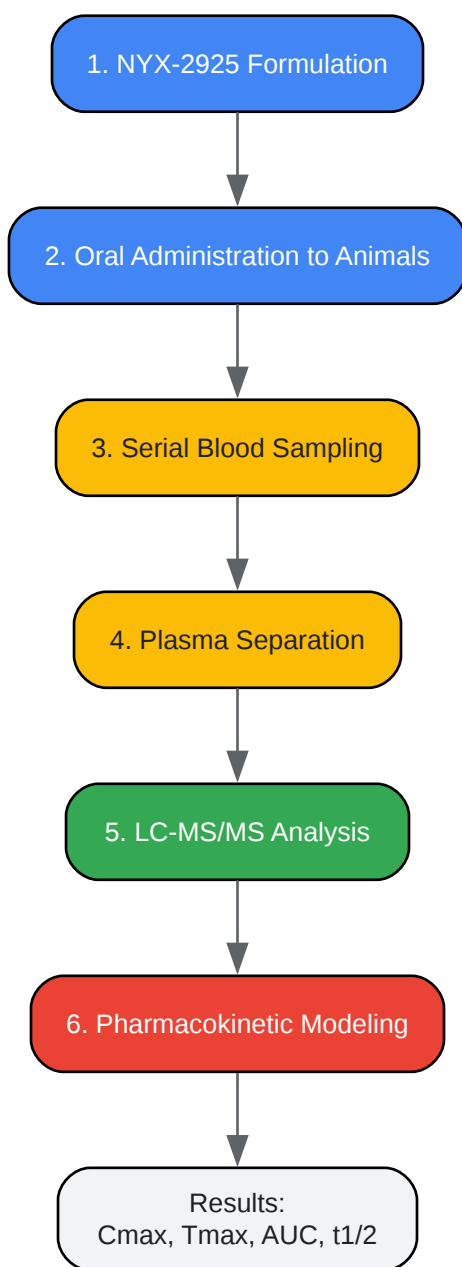 1. NYX-2925 Formulation
2. Oral Administration to Animals
3. Serial Blood Sampling
4. Plasma Separation
5. LC-MS/MS Analysis
6. Pharmacokinetic Modeling
Results:
Cmax, Tmax, AUC, t1/2